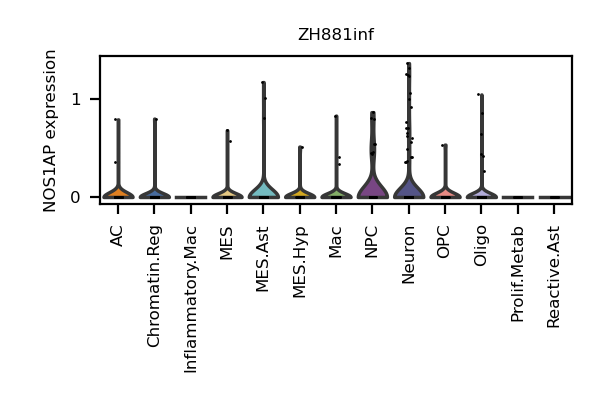 ZH881inf
NOS1AP expression
1
0
AC
Chromatin.Reg
Inflammatory.Mac
MES
MES.Ast
MES.Hyp
Mac
NPC
Neuron
OPC
Oligo
Prolif.Metab
Reactive.Ast